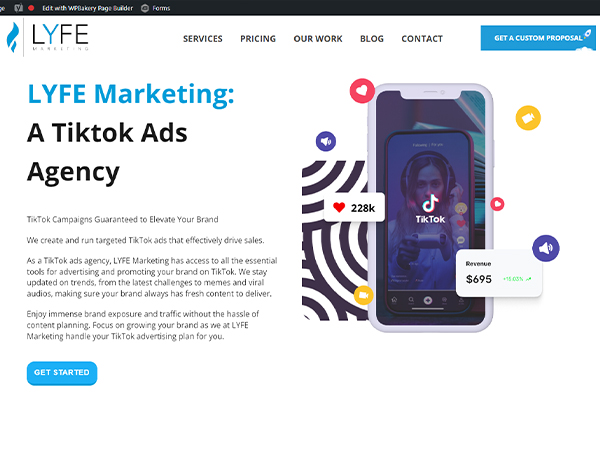 Edit with WPBakery Page Builder Forms
LYFE
MARKETING
SERVICES PRICING OUR WORK BLOG CONTACT
GET A CUSTOM PROPOSAL
LYFE Marketing:
A Tiktok Ads
Agency
TikTok Campaigns Guaranteed to Elevate Your Brand
We create and run targeted TikTok ads that effectively drive sales.
As a TikTok ads agency, LYFE Marketing has access to all the essential
tools for advertising and promoting your brand on TikTok. We stay
updated on trends, from the latest challenges to memes and viral
audios, making sure your brand always has fresh content to deliver.
Enjoy immense brand exposure and traffic without the hassle of
content planning. Focus on growing your brand as we at LYFE
Marketing handle your TikTok advertising plan for you.
GET STARTED
228k
TikTok
Revenue
$695 +15.03%